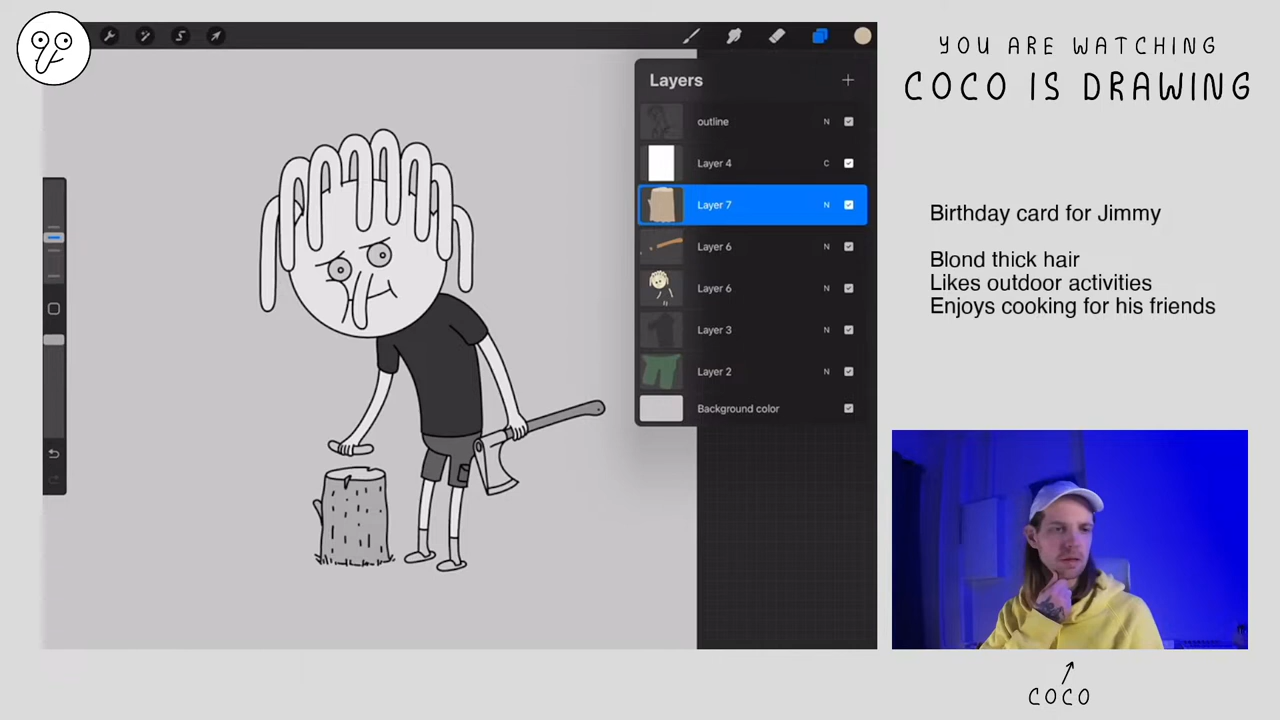 YOU ARE WATCHING
COCO IS DRAWING
Layers
outline N
Layer 4 C
Layer 7 N
Layer 6 N
Layer 6 N
Layer 3 N
Layer 2 N
Background color
Birthday card for Jimmy
Blond thick hair
Likes outdoor activities
Enjoys cooking for his friends
COCO